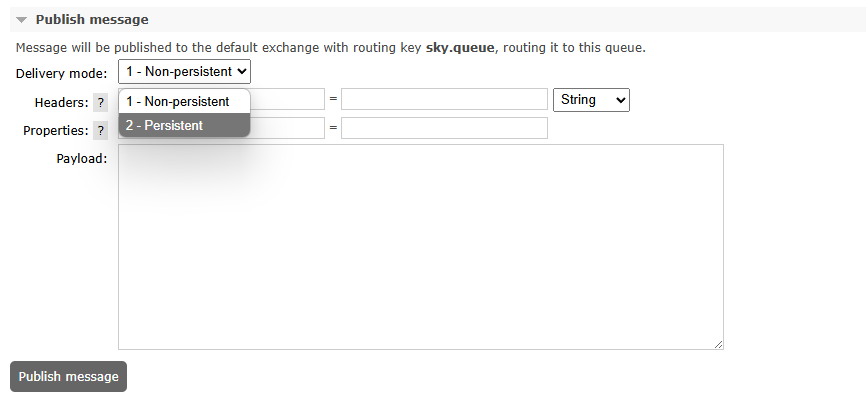 Publish message
Message will be published to the default exchange with routing key sky.queue, routing it to this queue.
Delivery mode: 1 - Non-persistent
1 - Non-persistent
2 - Persistent
Headers: ? = String
Properties: ? =
Payload:
Publish message